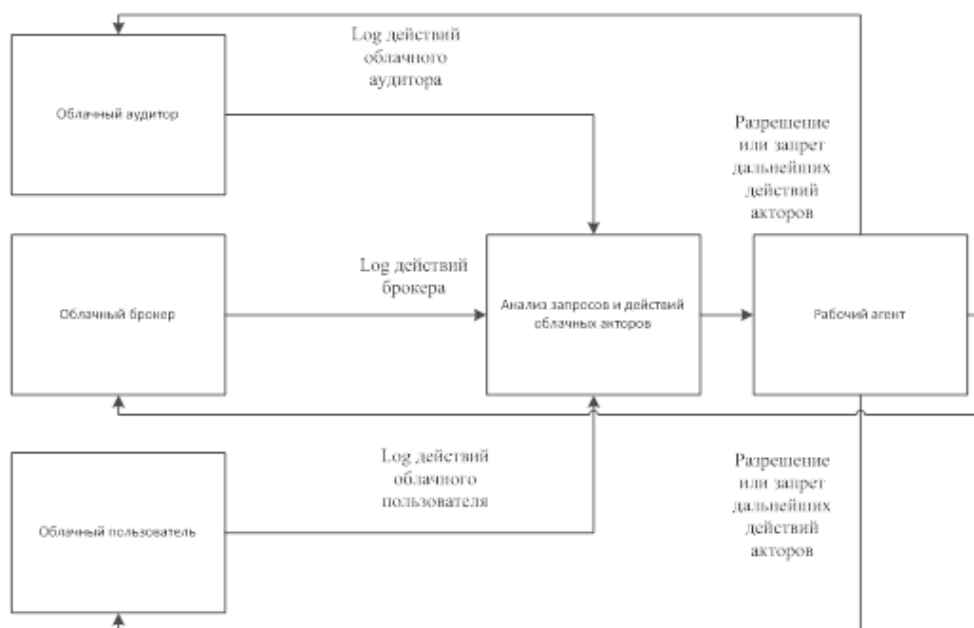 Log действий
облачного
аудитора
Облачный аудитор
Разрешение
или запрет
дальнейших
действий
акторов
Log действий
брокера
Облачный брокер
Анализ запросов и действий
облачных акторов
Рабочий агент
Log действий
облачного
пользователя
Облачный пользователь
Разрешение
или запрет
дальнейших
действий
акторов